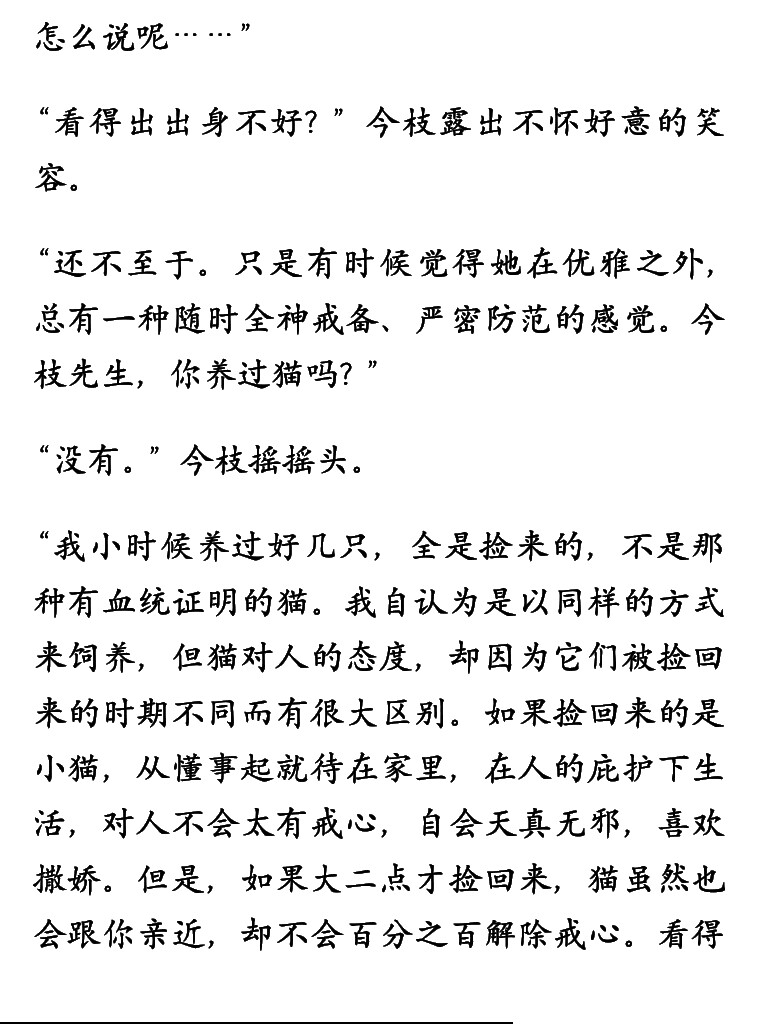 怎么说呢……”
“看得出出身不好？”今枝露出不怀好意的笑
容。
“还不至于。只是有时候觉得她在优雅之外，
总有一种随时全神戒备、严密防范的感觉。今
枝先生，你养过猫吗？”
“没有。”今枝摇摇头。
“我小时候养过好几只，全是捡来的，不是那
种有血统证明的猫。我自认为是以同样的方式
来饲养，但猫对人的态度，却因为它们被捡回
来的时期不同而有很大区别。如果捡回来的是
小猫，从懂事起就待在家里，在人的庇护下生
活，对人不会太有戒心，自会天真无邪，喜欢
撒娇。但是，如果大二点才捡回来，猫虽然也
会跟你亲近，却不会百分之百解除戒心。看得